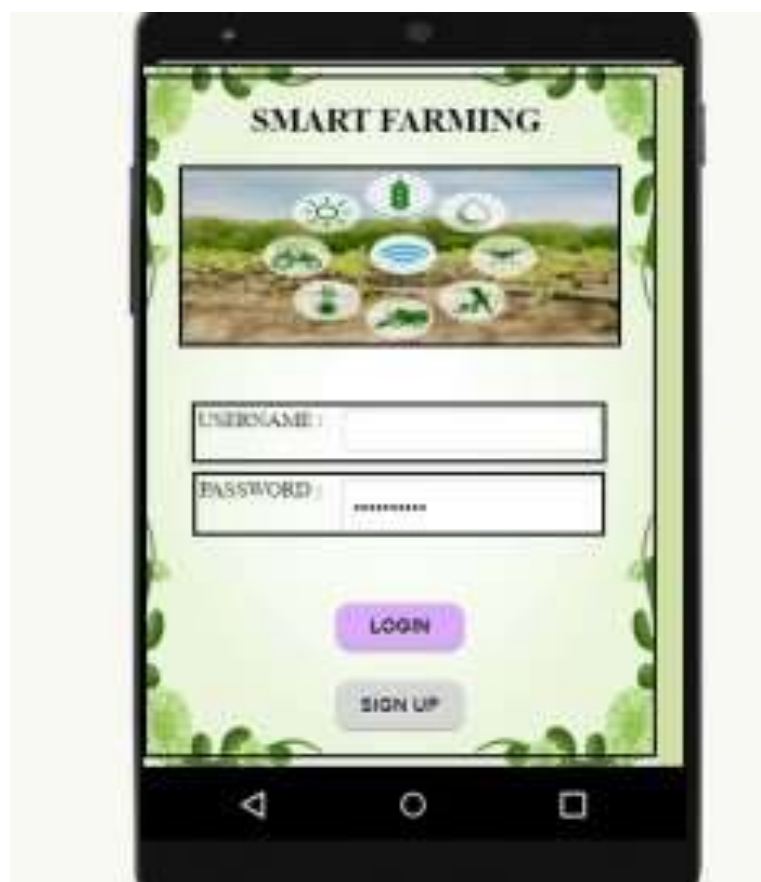 SMART FARMING
USERNAME :
PASSWORD :
LOGIN
SIGN UP